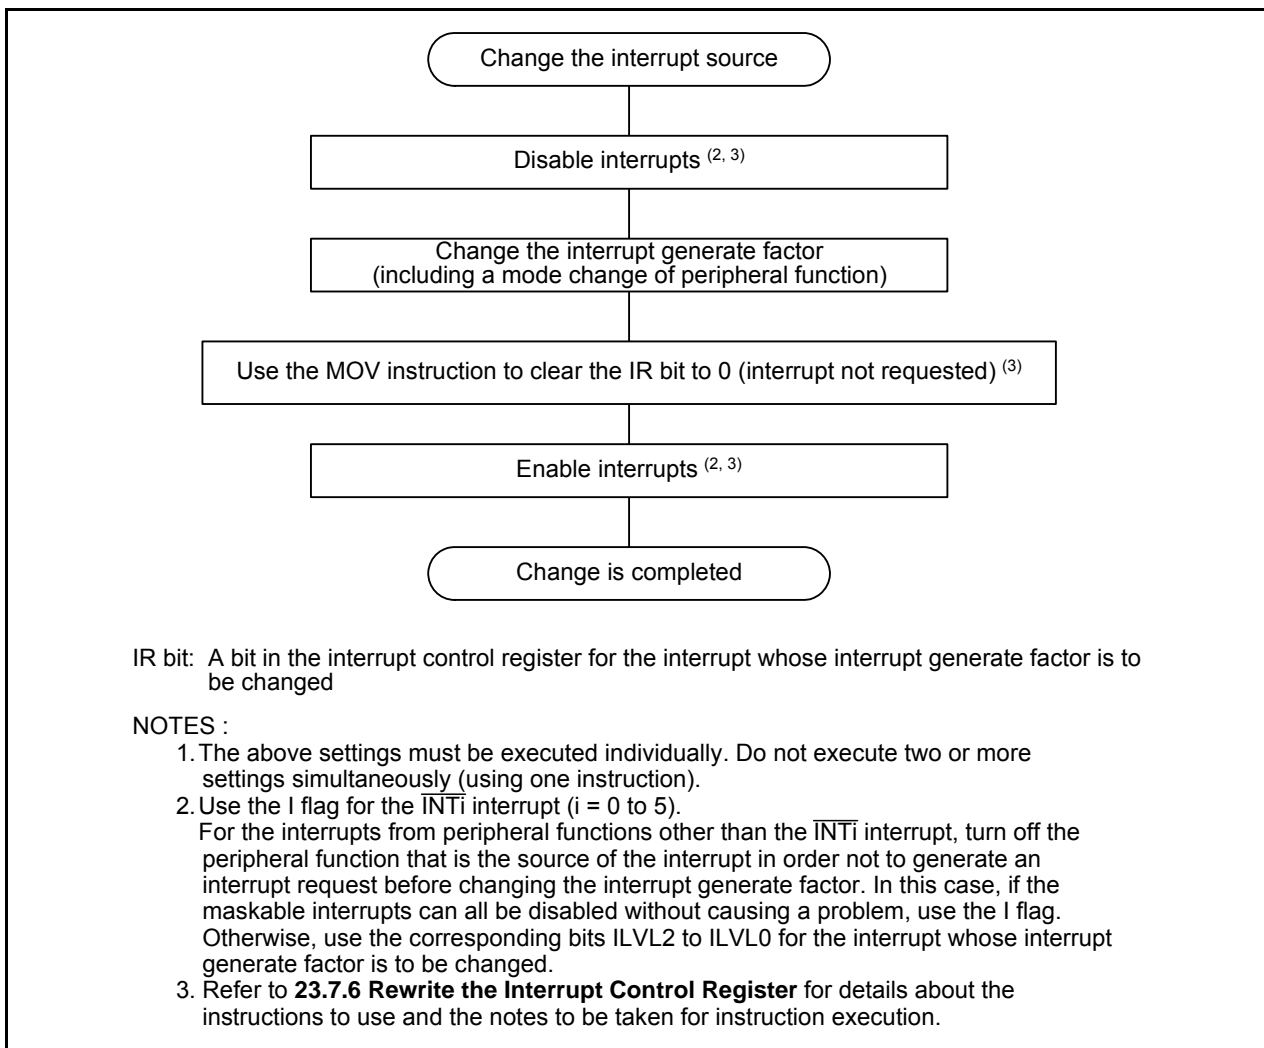 Change the interrupt source
Disable interrupts (2, 3)
Change the interrupt generate factor
(including a mode change of peripheral function)
Use the MOV instruction to clear the IR bit to 0 (interrupt not requested) (3)
Enable interrupts (2, 3)
Change is completed
IR bit: A bit in the interrupt control register for the interrupt whose interrupt generate factor is to
be changed
NOTES :
1. The above settings must be executed individually. Do not execute two or more
settings simultaneously (using one instruction).
2. Use the I flag for the INTi interrupt (i = 0 to 5).
For the interrupts from peripheral functions other than the INTi interrupt, turn off the
peripheral function that is the source of the interrupt in order not to generate an
interrupt request before changing the interrupt generate factor. In this case, if the
maskable interrupts can all be disabled without causing a problem, use the I flag.
Otherwise, use the corresponding bits ILVL2 to ILVL0 for the interrupt whose interrupt
generate factor is to be changed.
3. Refer to 23.7.6 Rewrite the Interrupt Control Register for details about the
instructions to use and the notes to be taken for instruction execution.